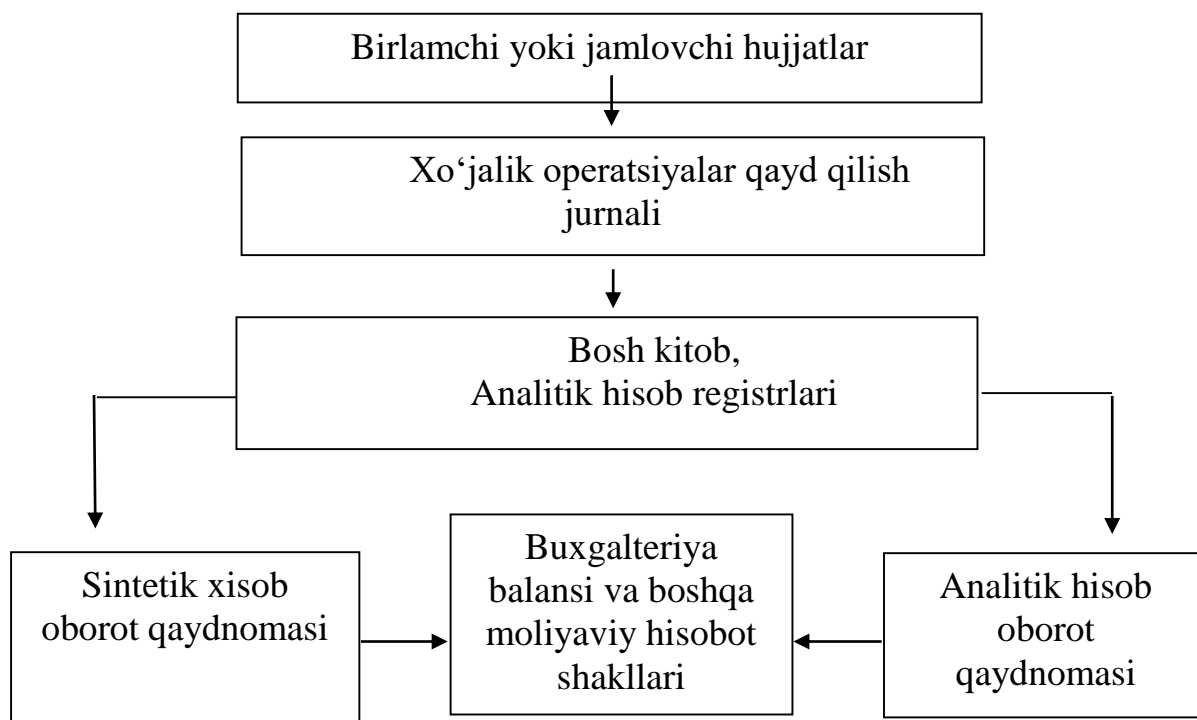 Birlamchi yoki jamlovchi hujjatlar
Xo‘jalik operatsiyalar qayd qilish
jurnali
Bosh kitob,
Analitik hisob registrlari
Sintetik xisob
oborot qaydnomasi
Buxgalteriya
balansi va boshqa
moliyaviy hisobot
shakllari
Analitik hisob
oborot
qaydnomasi